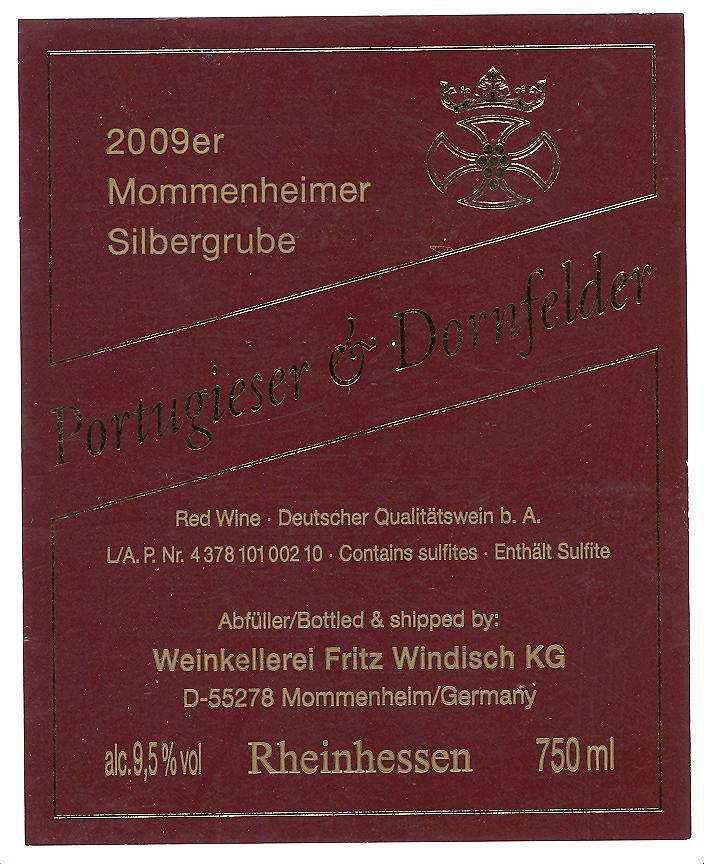 2009er
Mommenheimer
Silbergrube
Portugieser & Dornfelder
Red Wine · Deutscher Qualitätswein b. A.
L/A. P. Nr. 4 378 101 002 10 · Contains sulfites · Enthält Sulfite
Abfüller/Bottled & shipped by:
Weinkellerei Fritz Windisch KG
D-55278 Mommenheim/Germany
alc. 9,5 % vol Rheinhessen 750 ml